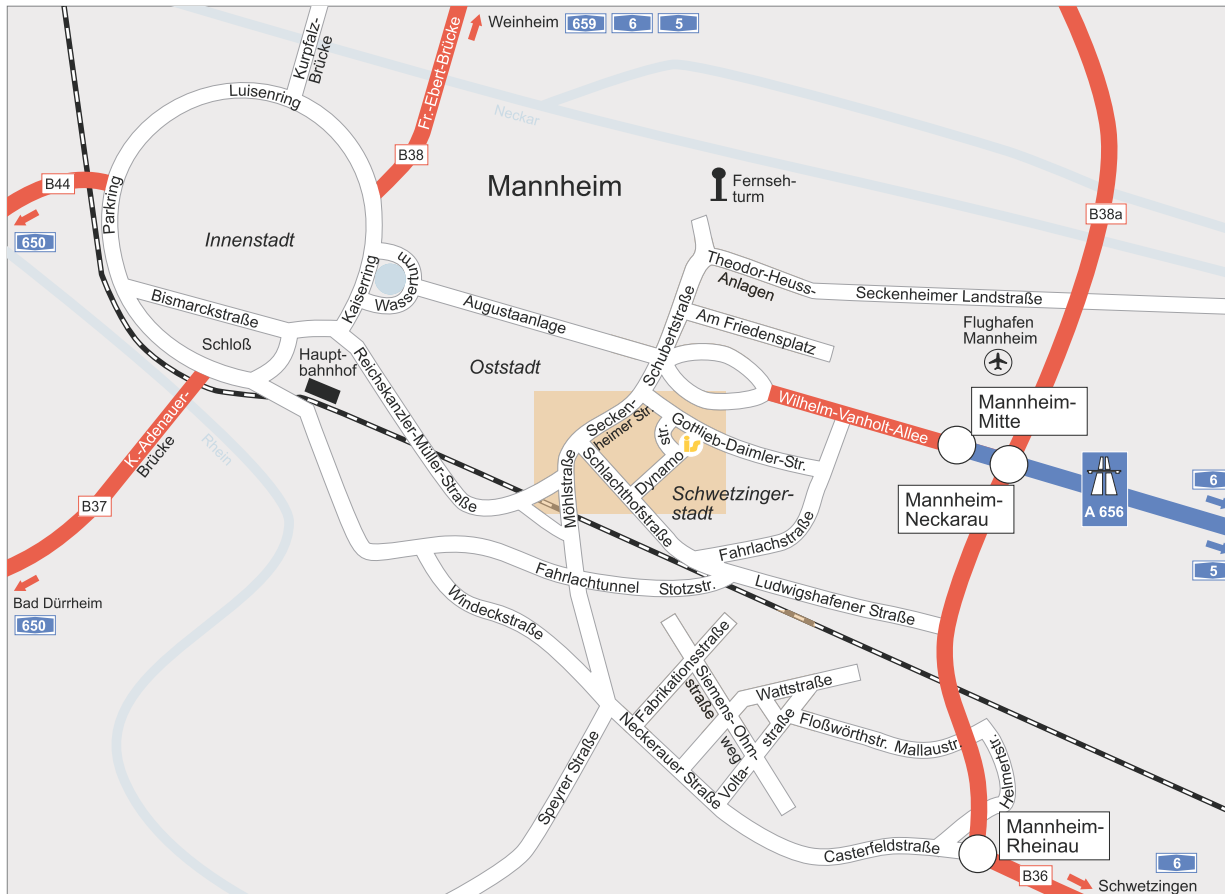 Weinheim
659
6
5
Kurpfalz-
Brücke
Fr.-Ebert-Brücke
Luisenring
Neckar
B38
Mannheim
Fernseh-
turm
B44
650
Parkring
B38a
Innenstadt
Kaiserring
Wasserturm
Theodor-Heuss-
Anlagen
Seckenheimer Landstraße
Bismarckstraße
Augustaanlage
Schubertstraße
Am Friedensplatz
Flughafen
Mannheim
Schloß
Haupt-
bahnhof
Oststadt
Reichskanzler-Müller-Straße
Wilhelm-Vanholt-Allee
Mannheim-
Mitte
K.-Adenauer-
Brücke
Rhein
Secken-
heimer Str.
Gottlieb-Daimler-Str.
Dynamo
str.
is
Möhlstraße
Schlachthofstraße
Schwetzinger-
stadt
Mannheim-
Neckarau
A 656
6
5
B37
Bad Dürrheim
650
Fahrlachstraße
Fahrlachtunnel
Stotzstr.
Ludwigshafener Straße
Windeckstraße
Fabrikationsstraße
Siemens-
straße
Wattstraße
Ohm-
weg
Volta-
straße
Floßwörthstr.
Mallaustr.
Helmertstr.
Neckerauer Straße
Speyrer Straße
Casterfeldstraße
Mannheim-
Rheinau
B36
6
Schwetzingen